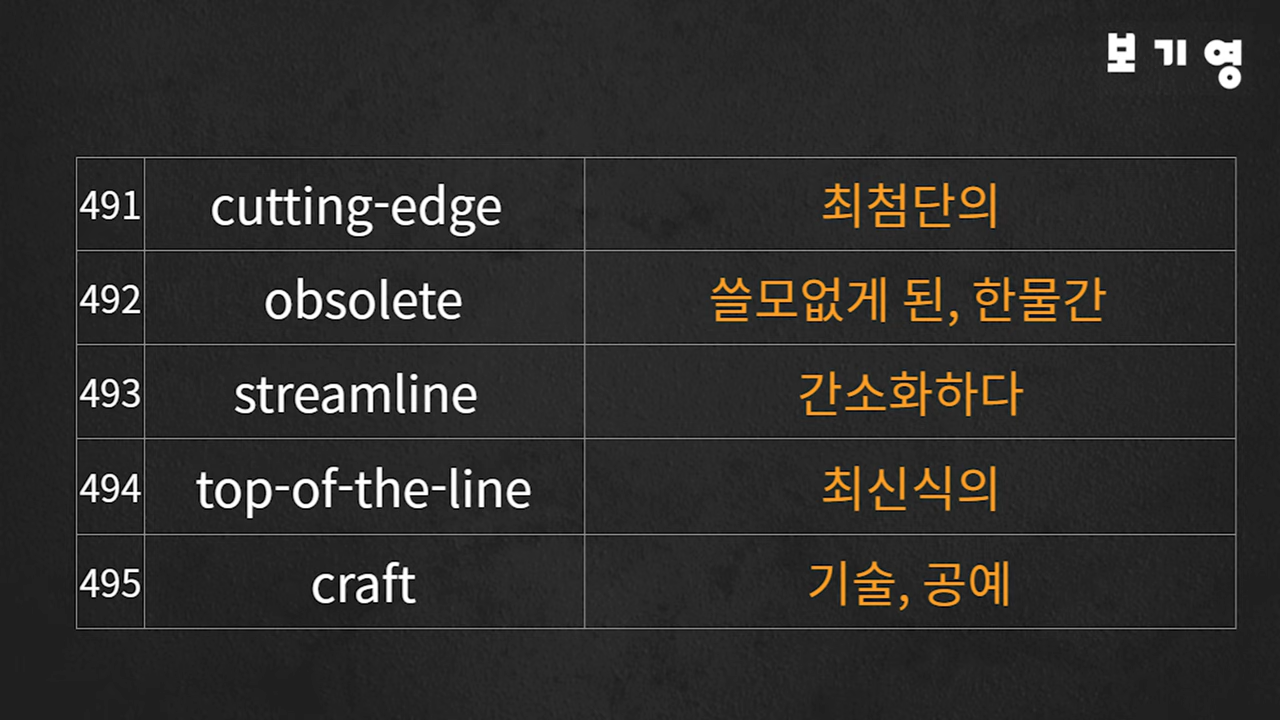 보기영
491 cutting-edge 최첨단의
492 obsolete 쓸모없게 된, 한물간
493 streamline 간소화하다
494 top-of-the-line 최신식의
495 craft 기술, 공예